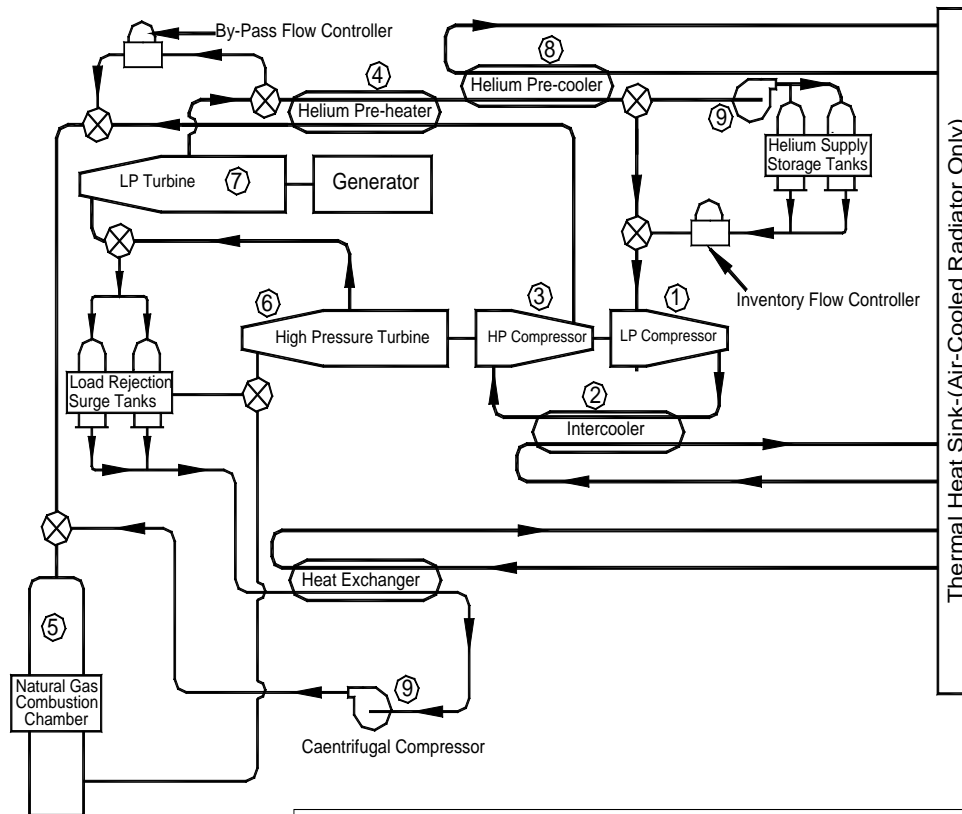 By-Pass Flow Controller
8
4
Helium Pre-cooler
Helium Pre-heater
9
Helium Supply
Storage Tanks
LP Turbine
7
Generator
Inventory Flow Controller
6
3
1
High Pressure Turbine
HP Compressor
LP Compressor
Load Rejection
Surge Tanks
2
Intercooler
Heat Exchanger
5
Natural Gas
Combustion
Chamber
9
Caentrifugal Compressor
Thermal Heat Sink-(Air-Cooled Radiator Only)